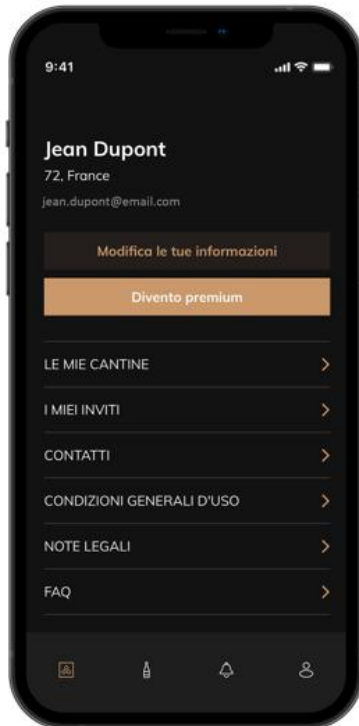 9:41
Jean Dupont
72, France
jean.dupont@email.com
Modifica le tue informazioni
Divento premium
LE MIE CANTINE
I MIEI INVITI
CONTATTI
CONDIZIONI GENERALI D'USO
NOTE LEGALI
FAQ